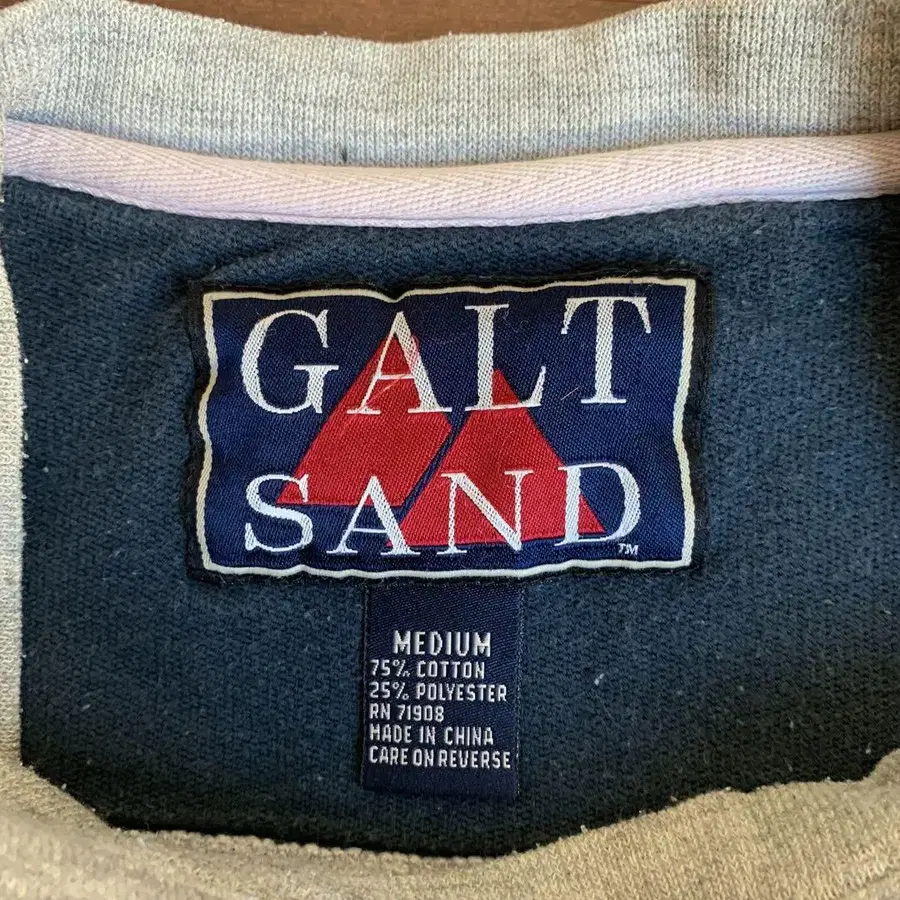 GALT
SAND
TM
MEDIUM
75% COTTON
25% POLYESTER
RN 71908
MADE IN CHINA
CARE ON REVERSE